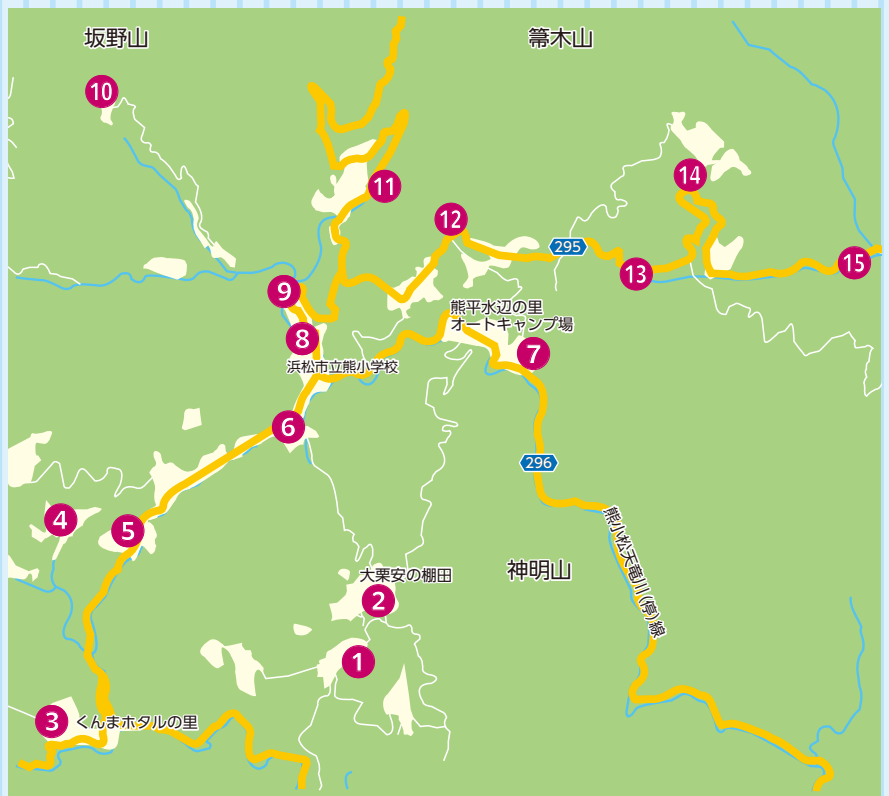 坂野山
箒木山
10
14
11
12
295
15
13
9
熊平水辺の里
オートキャンプ場
8
7
浜松市立熊小学校
6
296
4
5
熊小松天竜川(停)線
神明山
大栗安の棚田
2
1
3
くんまホタルの里